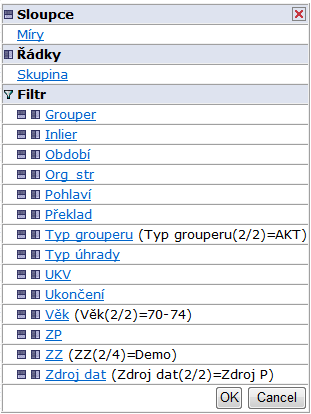 Sloupce
Míry
Řádky
Skupina
Filtr
Grouper
Inlier
Období
Org_str
Pohlaví
Překlad
Typ grouperu (Typ grouperu(2/2)=AKT)
Typ úhrady
UKV
Ukončení
Věk (Věk(2/2)=70-74)
ZP
ZZ (ZZ(2/4)=Demo)
Zdroj dat (Zdroj dat(2/2)=Zdroj P)
OK Cancel